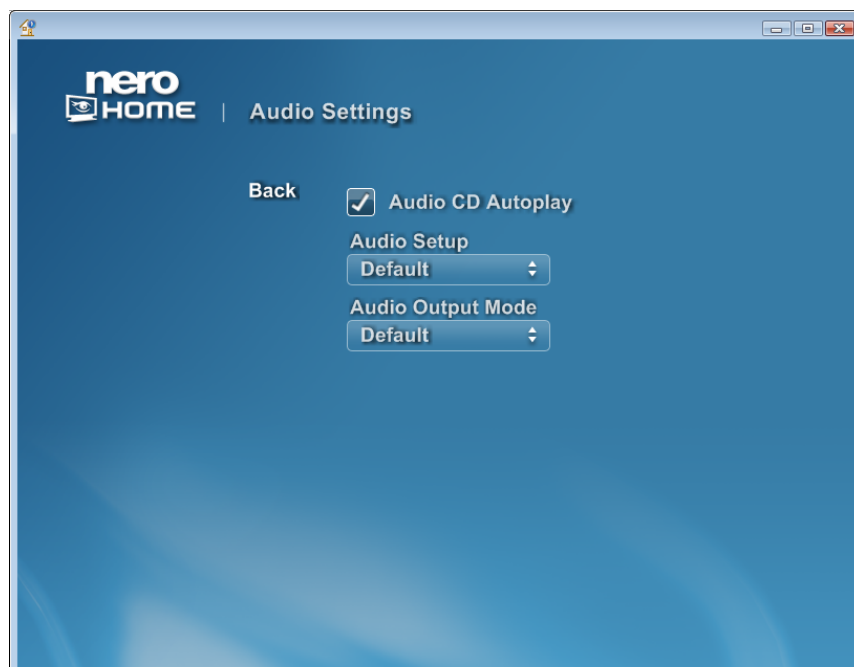 nero
HOME | Audio Settings
Back
Audio CD Autoplay
Audio Setup
Default
Audio Output Mode
Default